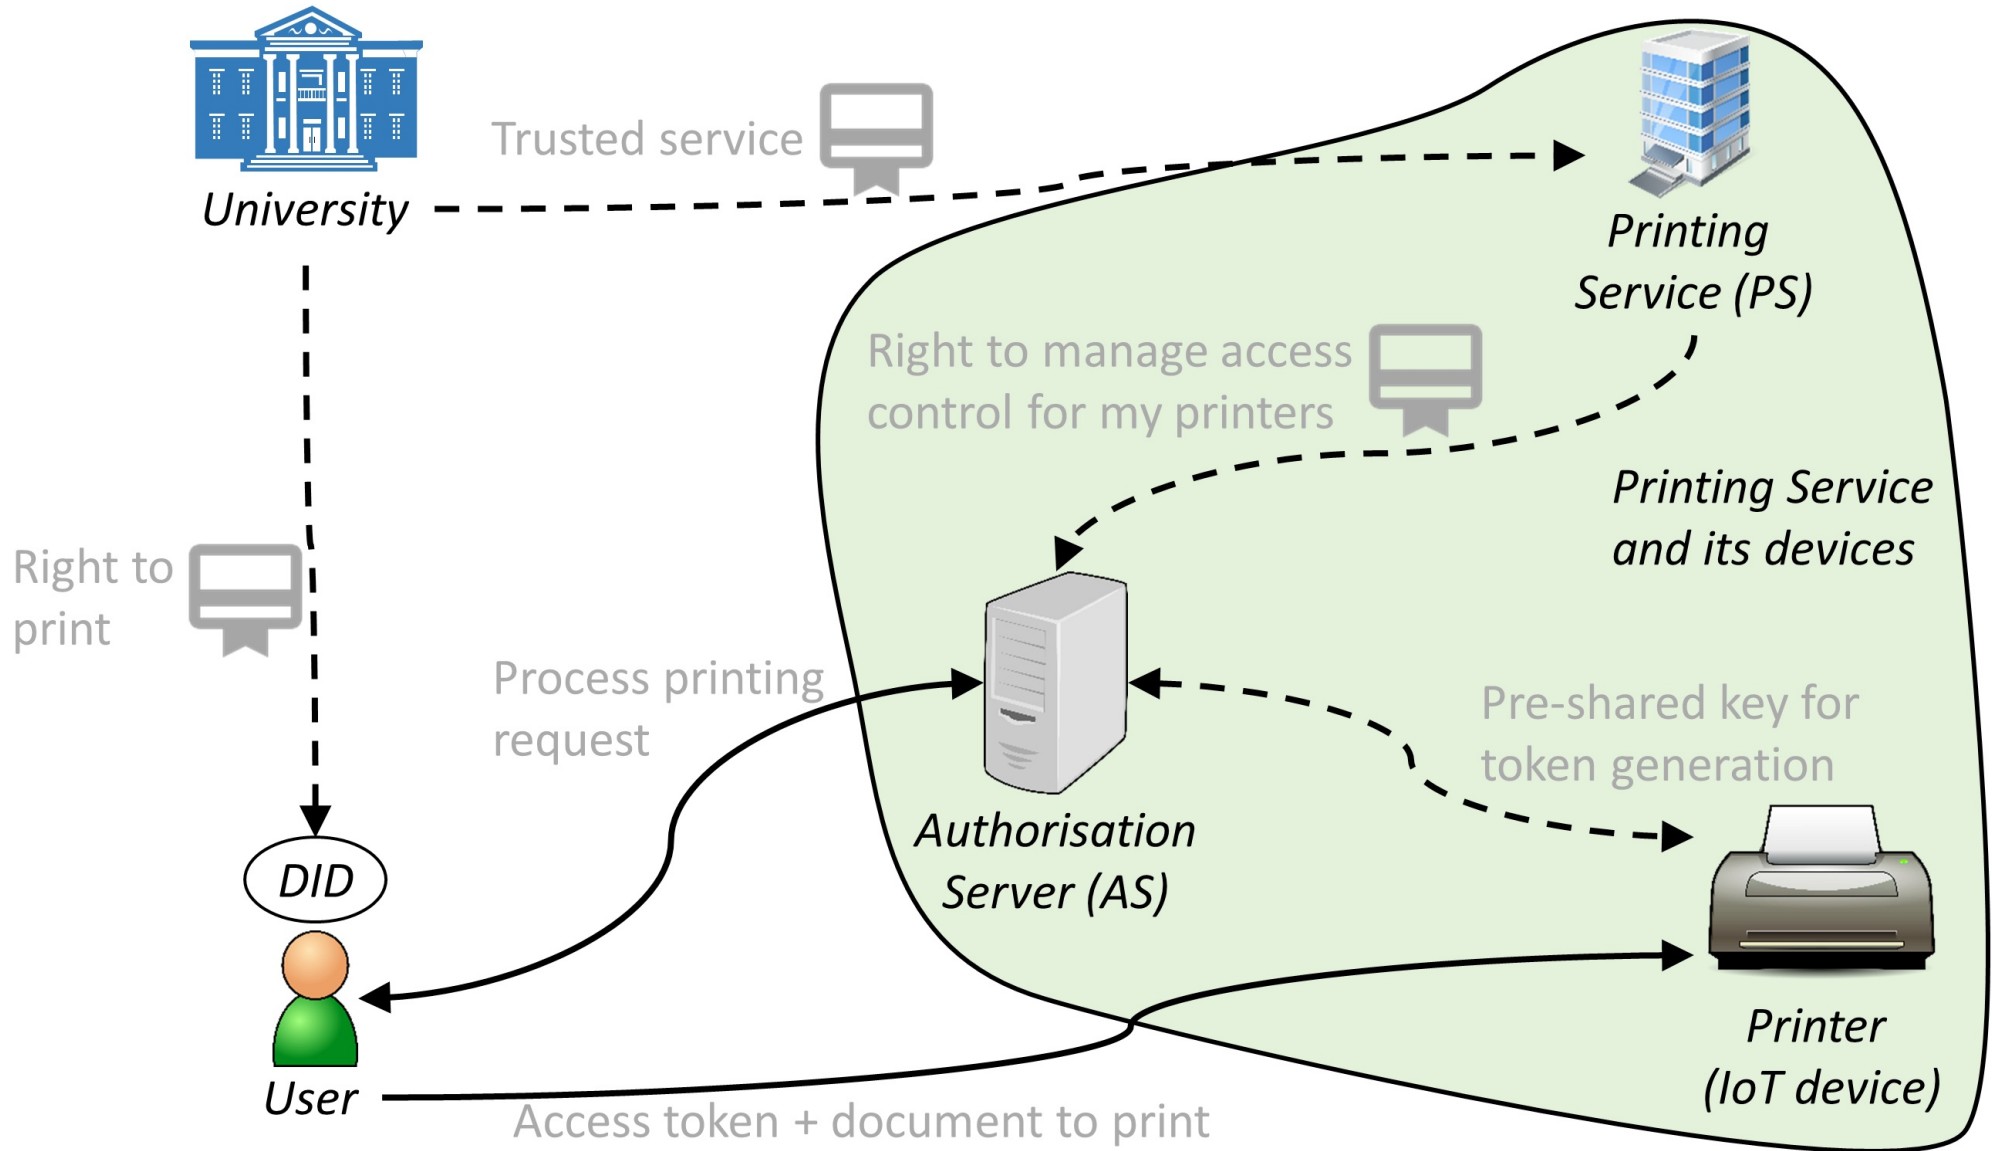 Trusted service
University
Printing
Service (PS)
Right to manage access
control for my printers
Printing Service
and its devices
Right to
print
Process printing
request
Pre-shared key for
token generation
Authorisation
Server (AS)
DID
Printer
(IoT device)
User
Access token + document to print